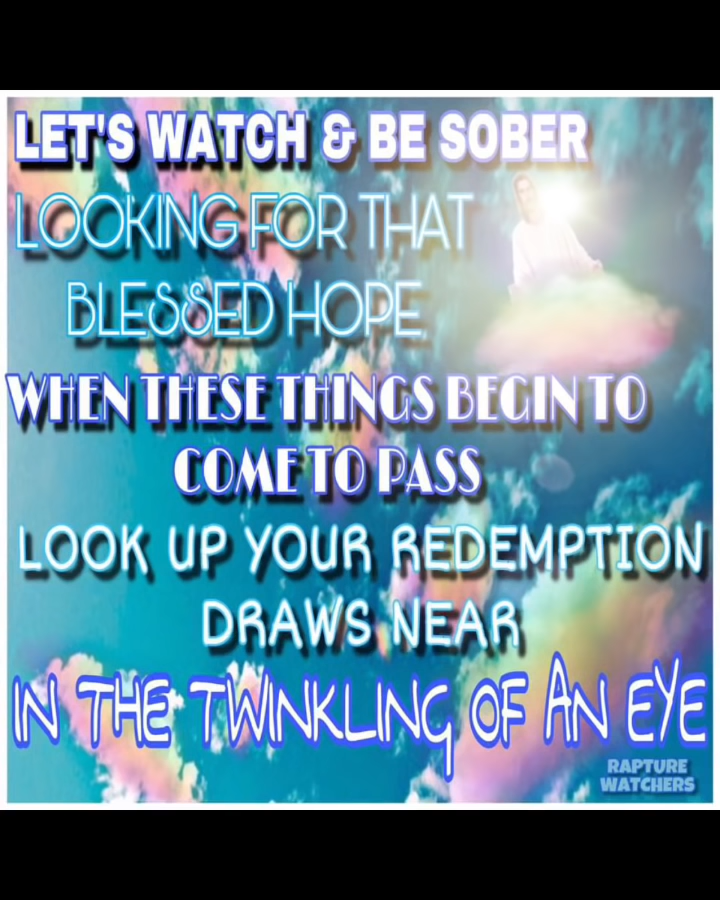 LET'S WATCH & BE SOBER
LOOKING FOR THAT
BLESSED HOPE
WHEN THESE THINGS BEGIN TO
COME TO PASS
LOOK UP YOUR REDEMPTION
DRAWS NEAR
IN THE TWINKLING OF AN EYE
RAPTURE
WATCHERS